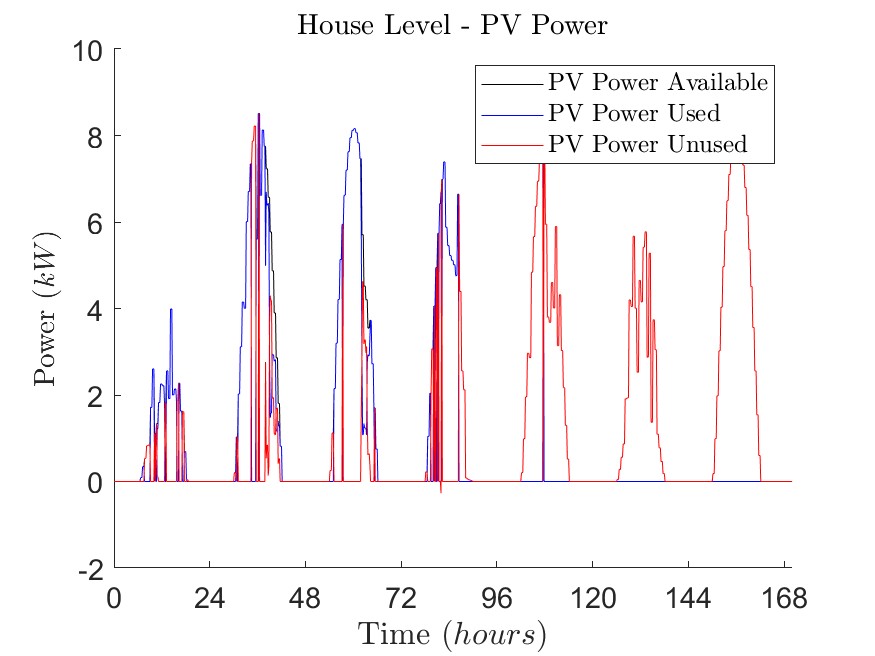 House Level - PV Power
10
8
6
4
2
0
-2
Power (kW)
PV Power Available
PV Power Used
PV Power Unused
0 24 48 72 96 120 144 168
Time (hours)